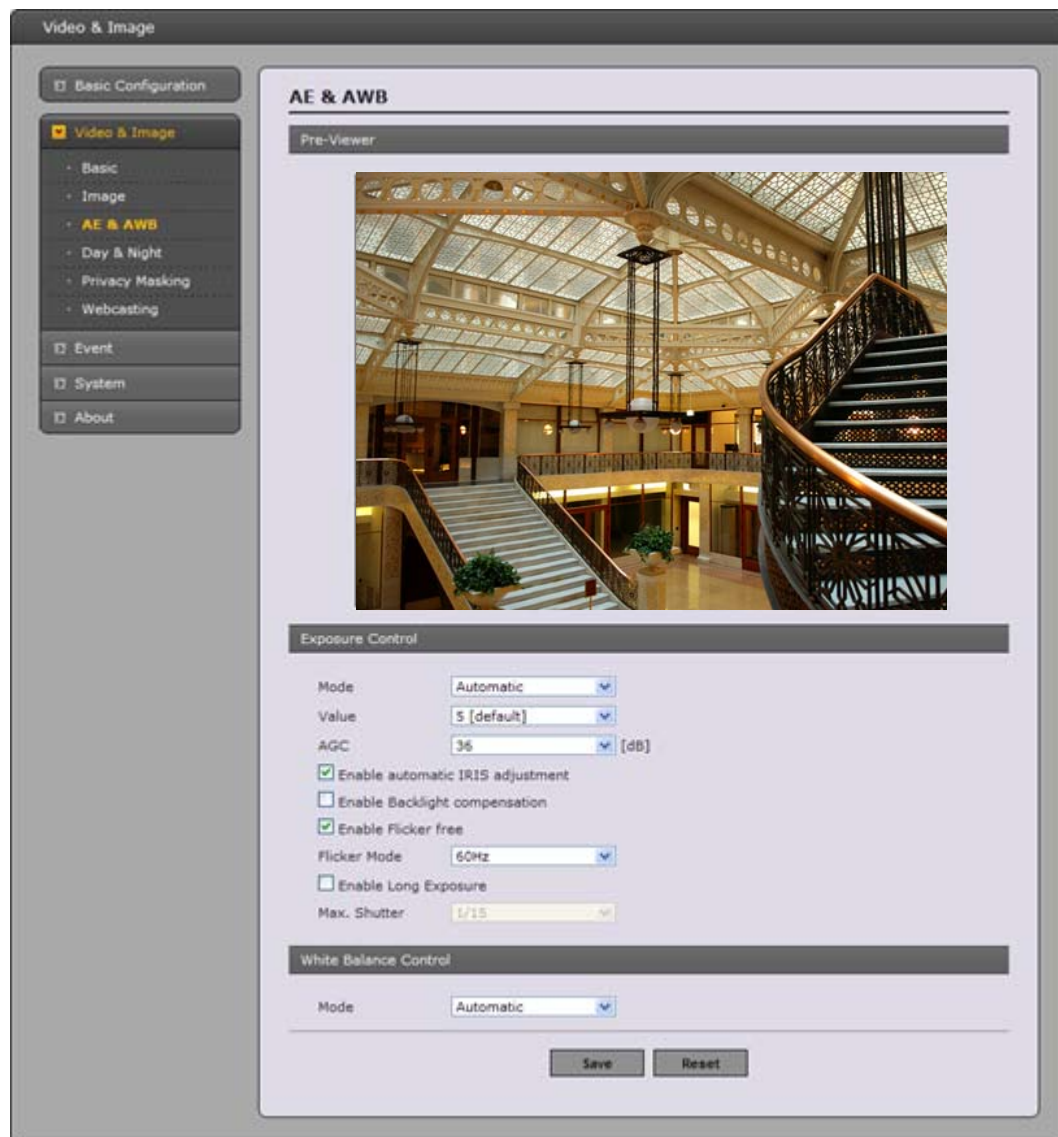 Video & Image
Basic Configuration
Video & Image
Basic
Image
AE & AWB
Day & Night
Privacy Masking
Webcasting
Event
System
About
AE & AWB
Pre-Viewer
Exposure Control
Mode Automatic
Value 5 [default]
AGC 36 [dB]
Enable automatic IRIS adjustment
Enable Backlight compensation
Enable Flicker free
Flicker Mode 60Hz
Enable Long Exposure
Max. Shutter 1/15
White Balance Control
Mode Automatic
Save Reset